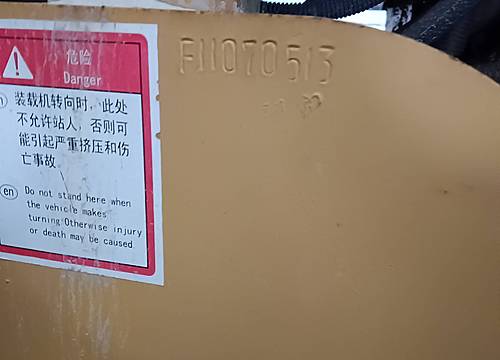 危险
Danger
装载机转向时，此处
不允许站人，否则可
能引起严重挤压和伤
亡事故。
en Do not stand here when
the vehicle makes
turning.Otherwise injury
or death may be caused
F11070513